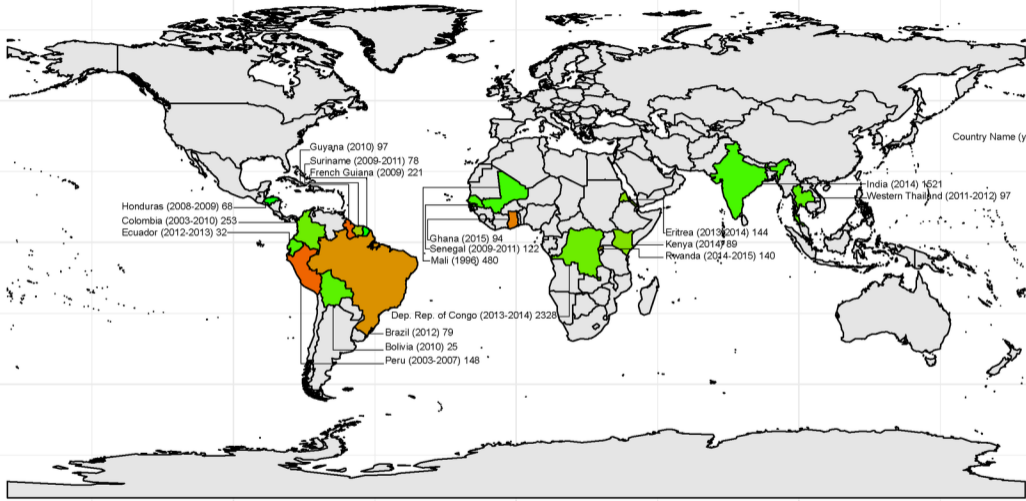 Country Name (y
Guyana (2010) 97
Suriname (2009-2011) 78
French Guiana (2009) 221
Honduras (2008-2009) 68
Colombia (2003-2010) 253
Ecuador (2012-2013) 32
India (2014) 1521
Western Thailand (2011-2012) 97
Ghana (2015) 94
Senegal (2009-2011) 122
Mali (1996) 480
Eritrea (2013-2014) 144
Kenya (2014) 89
Rwanda (2014-2015) 140
Dep. Rep. of Congo (2013-2014) 2328
Brazil (2012) 79
Bolivia (2010) 25
Peru (2003-2007) 148